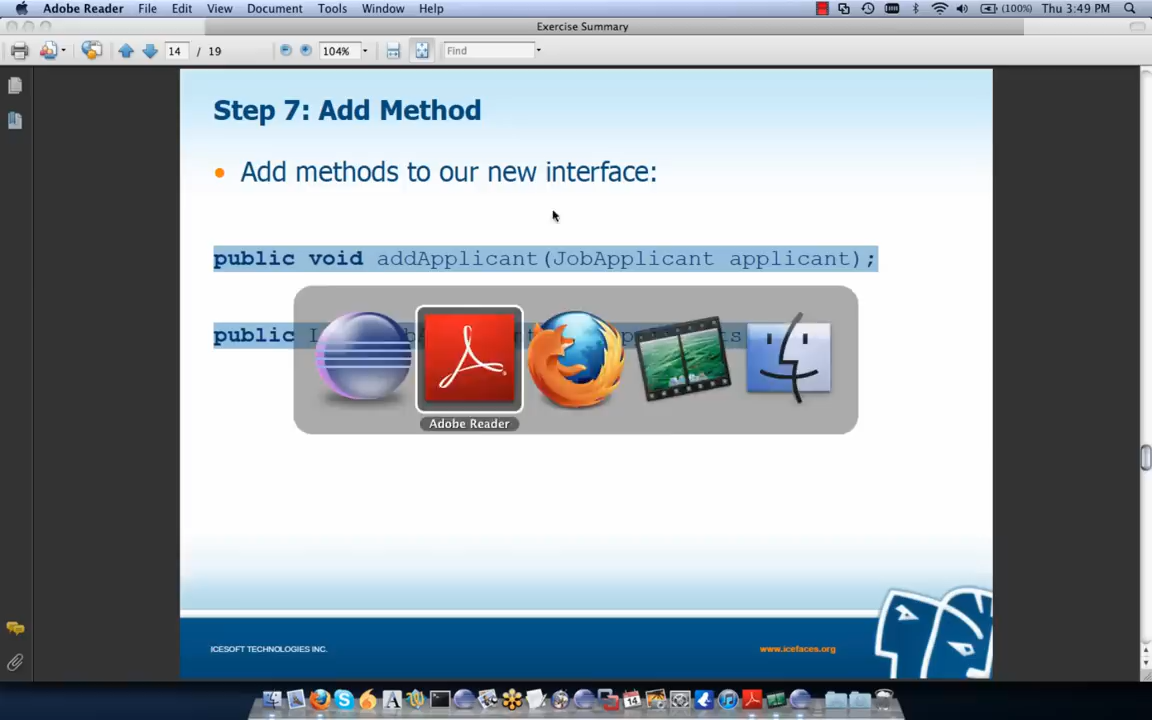 Adobe Reader File Edit View Document Tools Window Help (100%) Thu 3:49 PM
Exercise Summary
14 / 19 104% Find
Step 7: Add Method
• Add methods to our new interface:
public void addApplicant(JobApplicant applicant);
public
Adobe Reader
ICESOFT TECHNOLOGIES INC. www.icefaces.org
14